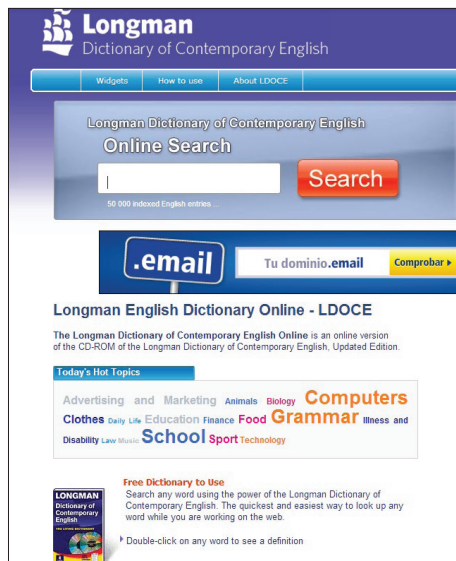 Longman
Dictionary of Contemporary English
Widgets How to use About LDOCE
Longman Dictionary of Contemporary English
Online Search
Search
50 000 indexed English entries ...
.email Tu dominio.email Comprobar
Longman English Dictionary Online - LDOCE
The Longman Dictionary of Contemporary English Online is an online version
of the CD-ROM of the Longman Dictionary of Contemporary English, Updated Edition.
Today's Hot Topics
Advertising and Marketing Animals Biology Computers
Clothes Daily Life Education Finance Food Grammar Illness and
Disability Law Music School Sport Technology
Free Dictionary to Use
Search any word using the power of the Longman Dictionary of
Contemporary English. The quickest and easiest way to look up any
word while you are working on the web.
Double-click on any word to see a definition
LONGMAN
Dictionary of
Contemporary
English